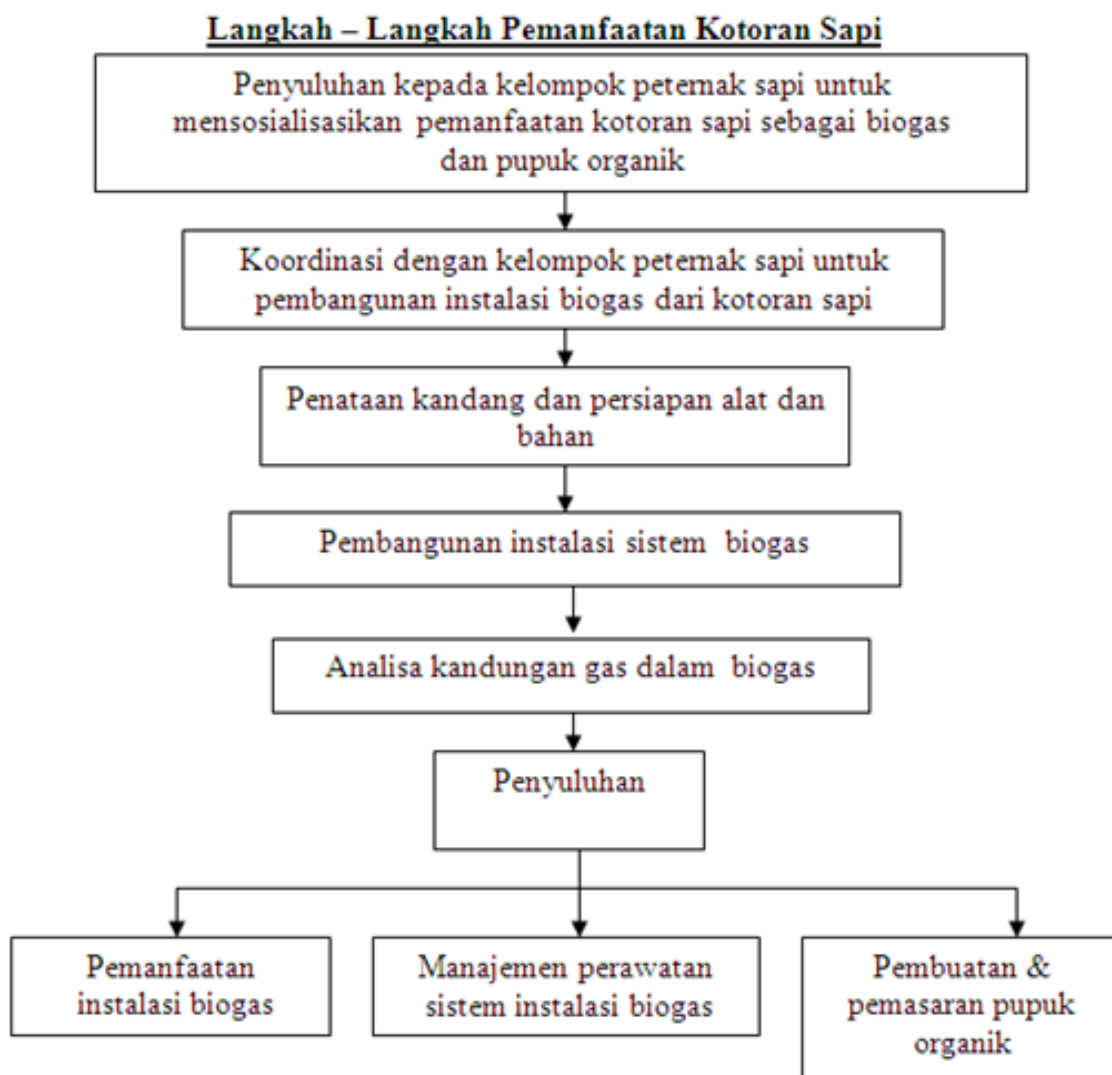 Langkah – Langkah Pemanfaatan Kotoran Sapi
Penyuluhan kepada kelompok peternak sapi untuk
mensosialisasikan pemanfaatan kotoran sapi sebagai biogas
dan pupuk organik
Koordinasi dengan kelompok peternak sapi untuk
pembangunan instalasi biogas dari kotoran sapi
Penataan kandang dan persiapan alat dan
bahan
Pembangunan instalasi sistem biogas
Analisa kandungan gas dalam biogas
Penyuluhan
Pemanfaatan
instalasi biogas
Manajemen perawatan
sistem instalasi biogas
Pembuatan &
pemasaran pupuk
organik